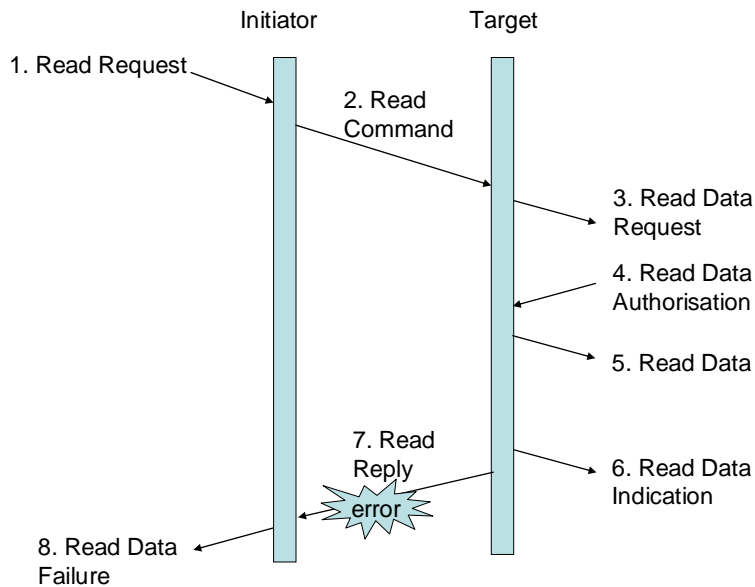 Initiator
Target
1. Read Request
2. Read
Command
3. Read Data
Request
4. Read Data
Authorisation
5. Read Data
7. Read
Reply
6. Read Data
Indication
error
8. Read Data
Failure